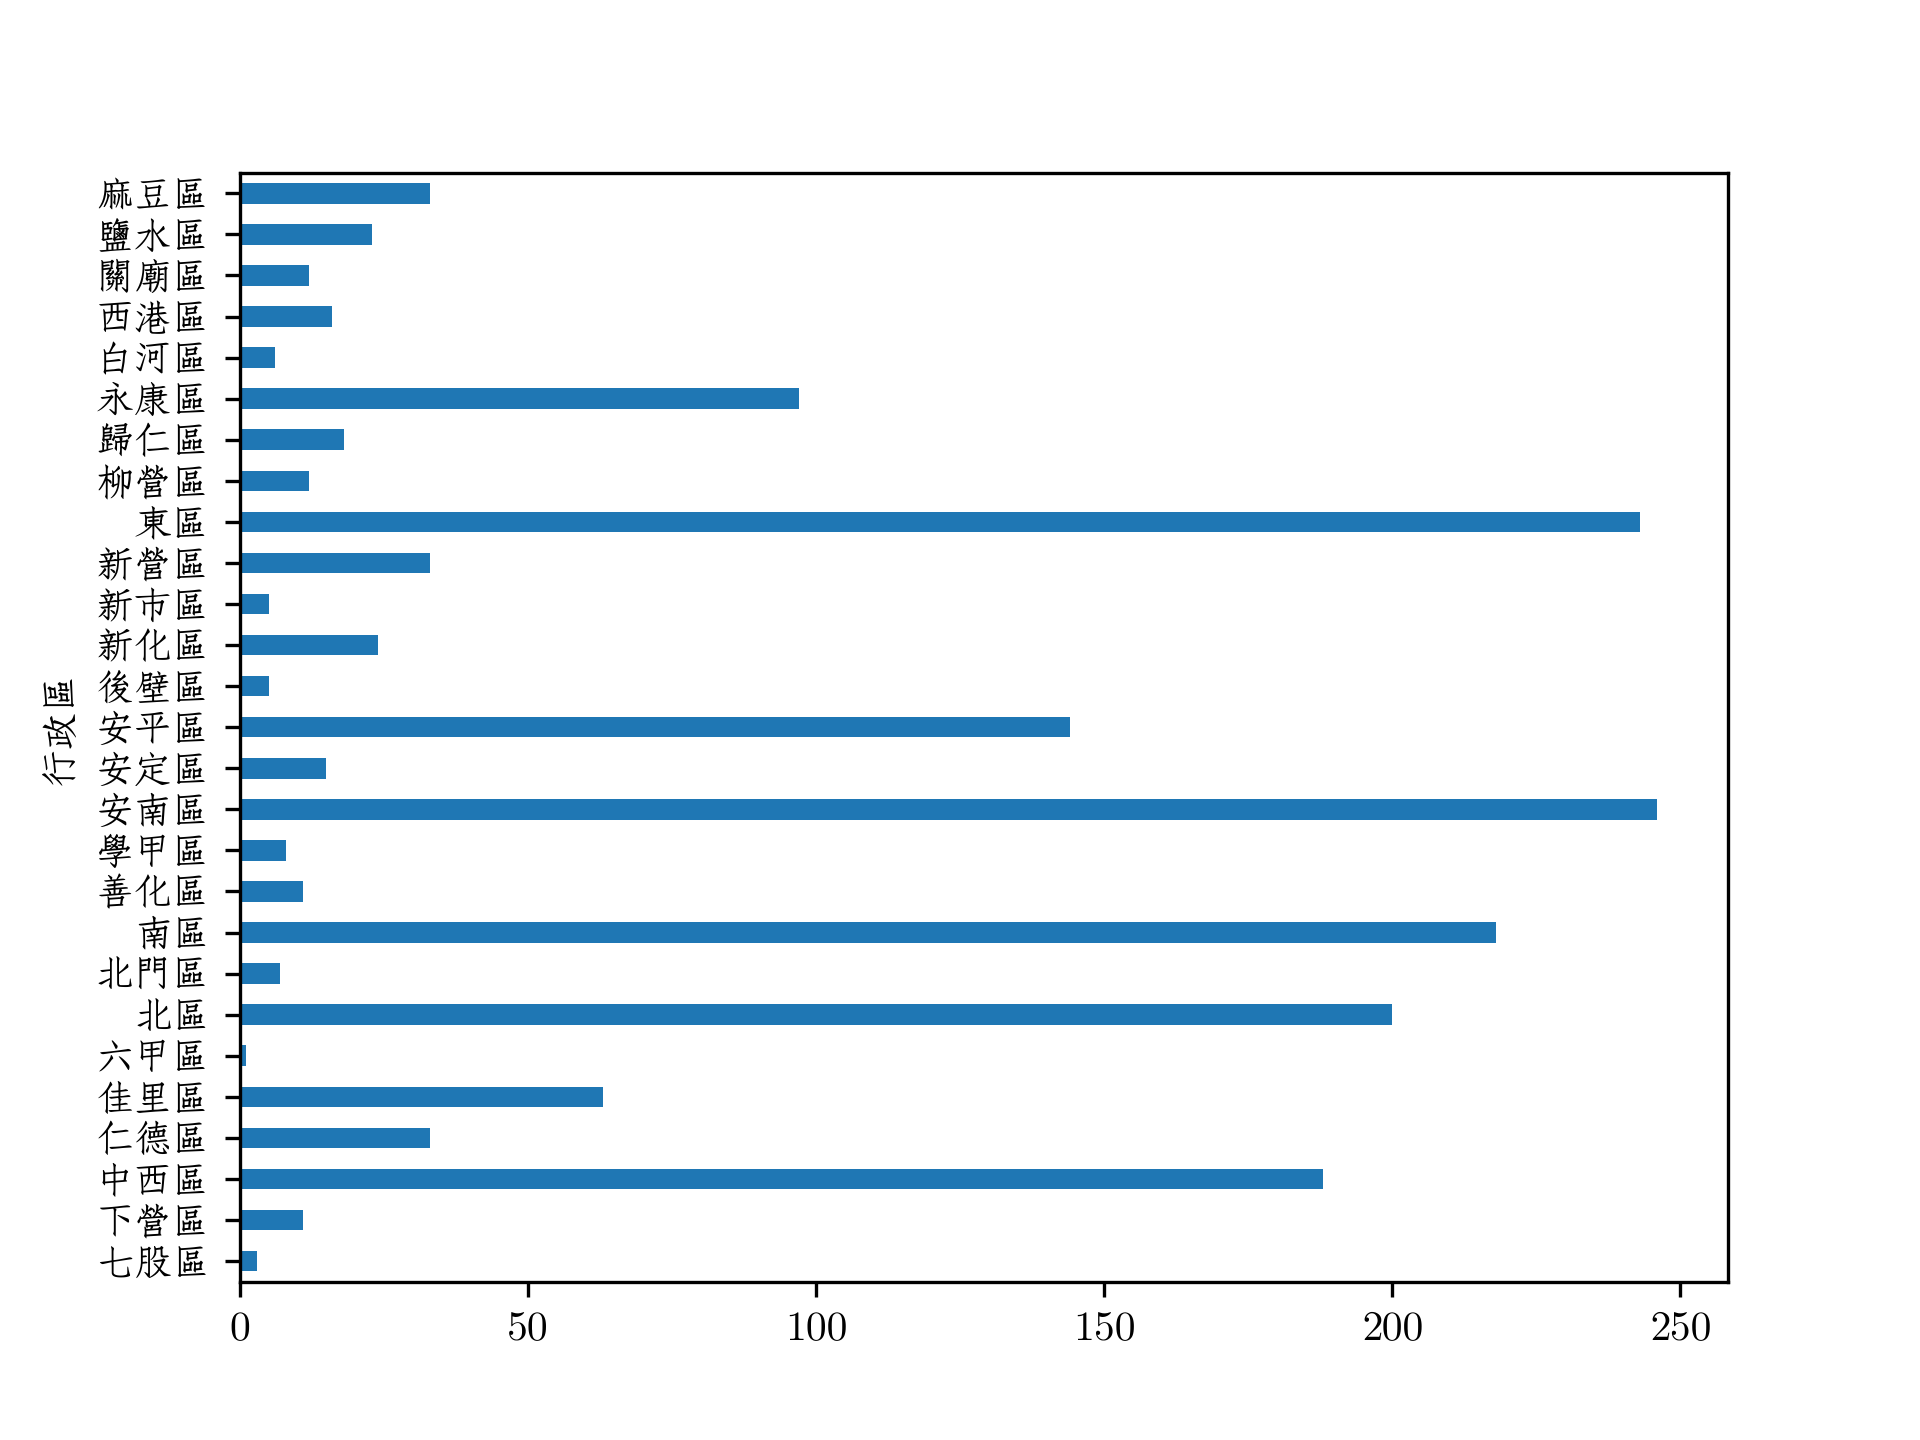 麻豆區
鹽水區
關廟區
西港區
白河區
永康區
歸仁區
柳營區
東區
新營區
新市區
新化區
後壁區
安平區
安定區
安南區
學甲區
善化區
南區
北門區
北區
六甲區
佳里區
仁德區
中西區
下營區
七股區
行政區
0 50 100 150 200 250